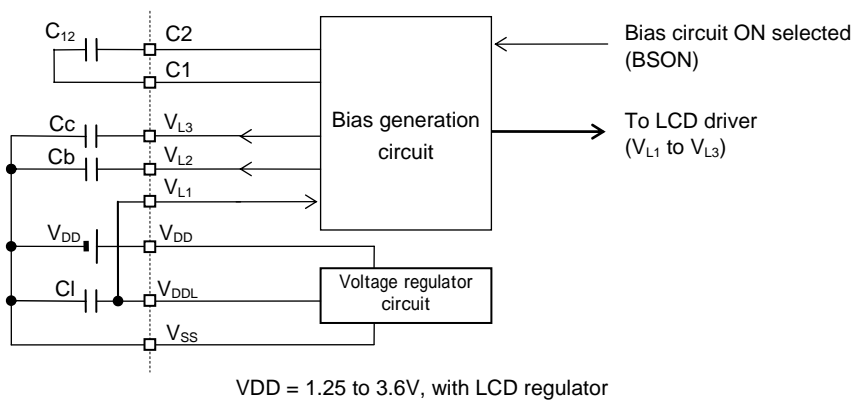 C12
C2
C1
Bias circuit ON selected
(BSON)
Cc
VL3
Cb
VL2
VL1
Bias generation
circuit
To LCD driver
(VL1 to VL3)
VDD
VDD
Cl
VDDL
Voltage regulator
circuit
VSS
VDD = 1.25 to 3.6V, with LCD regulator